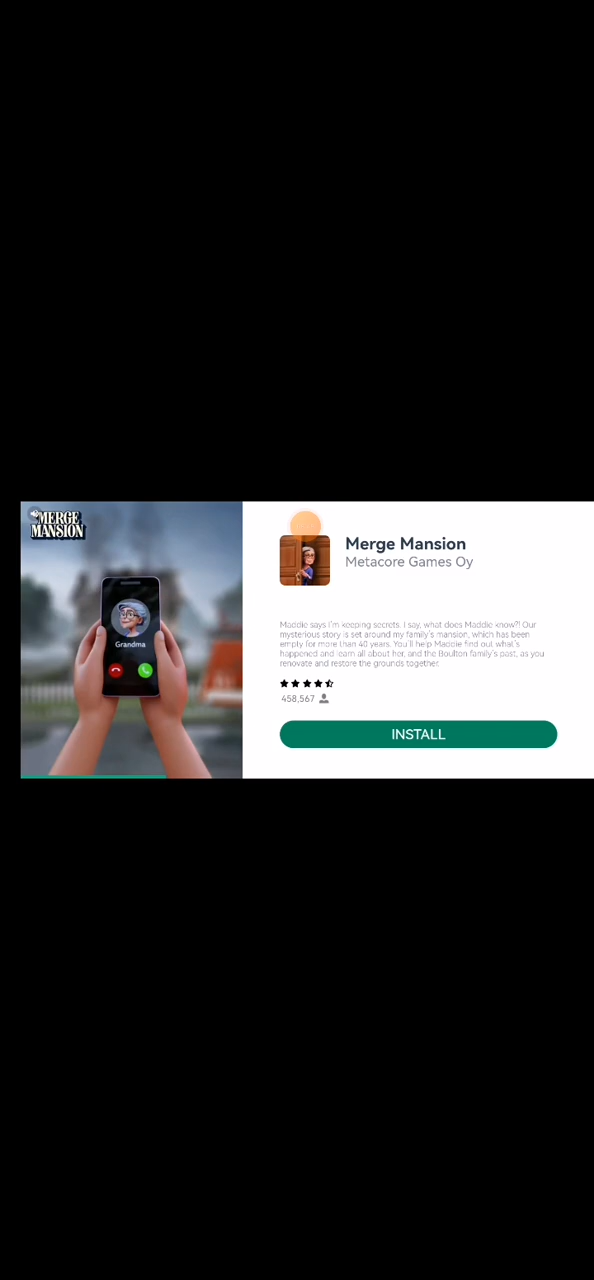 MERGE
MANSION
Grandma
Merge Mansion
Metacore Games Oy
Maddie says I'm keeping secrets. I say, what does Maddie know?! Our
mysterious story is set around my family's mansion, which has been
empty for more than 40 years. You'll help Maddie find out what's
happened and learn all about her, and the Boulton family's past, as you
renovate and restore the grounds together.
458,567
INSTALL